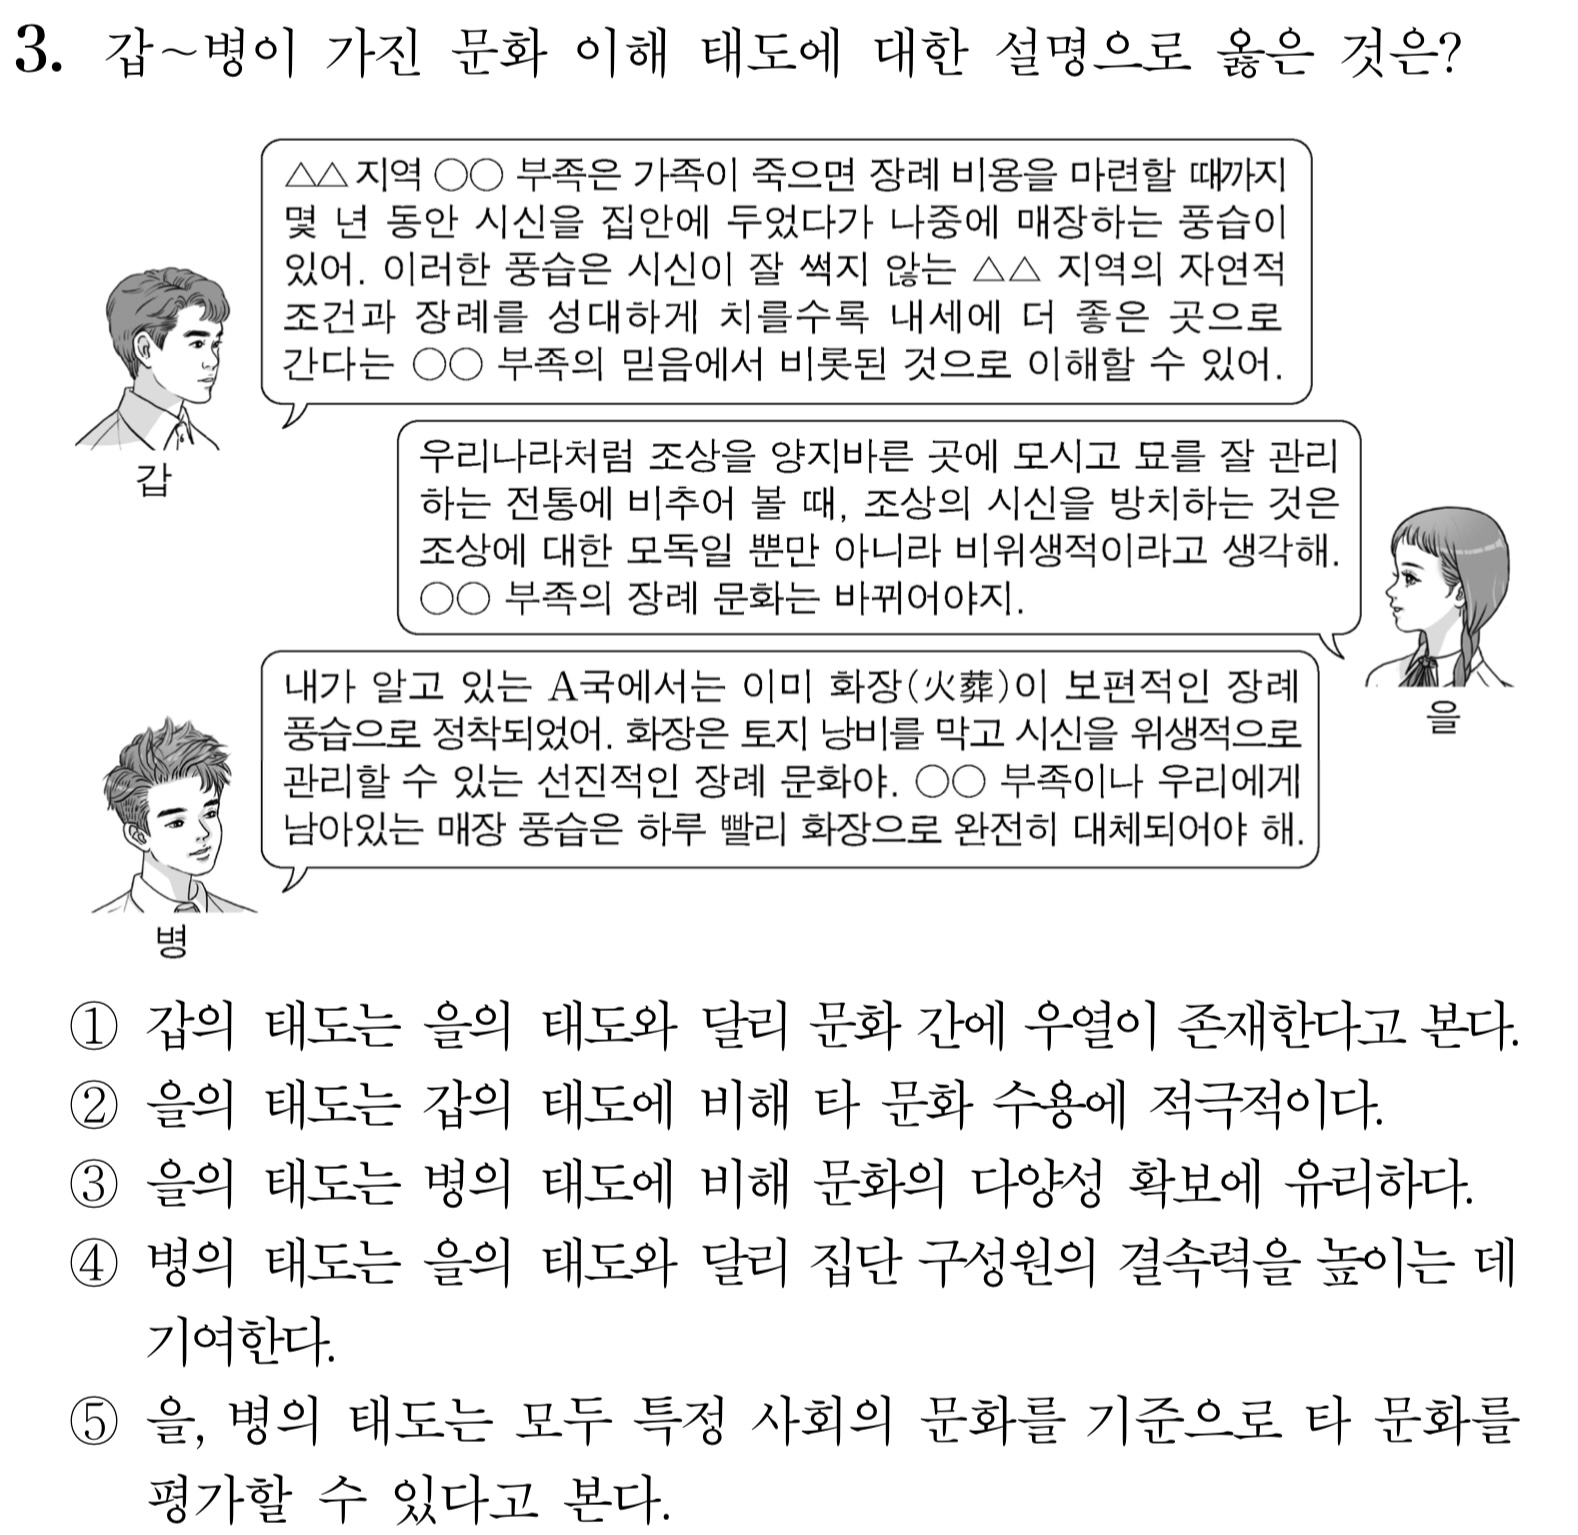 3. 갑~병이 가진 문화 이해 태도에 대한 설명으로 옳은 것은?
△△ 지역 ○○ 부족은 가족이 죽으면 장례 비용을 마련할 때까지
몇 년 동안 시신을 집안에 두었다가 나중에 매장하는 풍습이
있어. 이러한 풍습은 시신이 잘 썩지 않는 △△ 지역의 자연적
조건과 장례를 성대하게 치를수록 내세에 더 좋은 곳으로
간다는 ○○ 부족의 믿음에서 비롯된 것으로 이해할 수 있어.
갑
우리나라처럼 조상을 양지바른 곳에 모시고 묘를 잘 관리
하는 전통에 비추어 볼 때, 조상의 시신을 방치하는 것은
조상에 대한 모독일 뿐만 아니라 비위생적이라고 생각해.
○○ 부족의 장례 문화는 바뀌어야지.
을
내가 알고 있는 A국에서는 이미 화장(火葬)이 보편적인 장례
풍습으로 정착되었어. 화장은 토지 낭비를 막고 시신을 위생적으로
관리할 수 있는 선진적인 장례 문화야. ○○ 부족이나 우리에게
남아있는 매장 풍습은 하루 빨리 화장으로 완전히 대체되어야 해.
병
① 갑의 태도는 을의 태도와 달리 문화 간에 우열이 존재한다고 본다.
② 을의 태도는 갑의 태도에 비해 타 문화 수용에 적극적이다.
③ 을의 태도는 병의 태도에 비해 문화의 다양성 확보에 유리하다.
④ 병의 태도는 을의 태도와 달리 집단 구성원의 결속력을 높이는 데
기여한다.
⑤ 을, 병의 태도는 모두 특정 사회의 문화를 기준으로 타 문화를
평가할 수 있다고 본다.